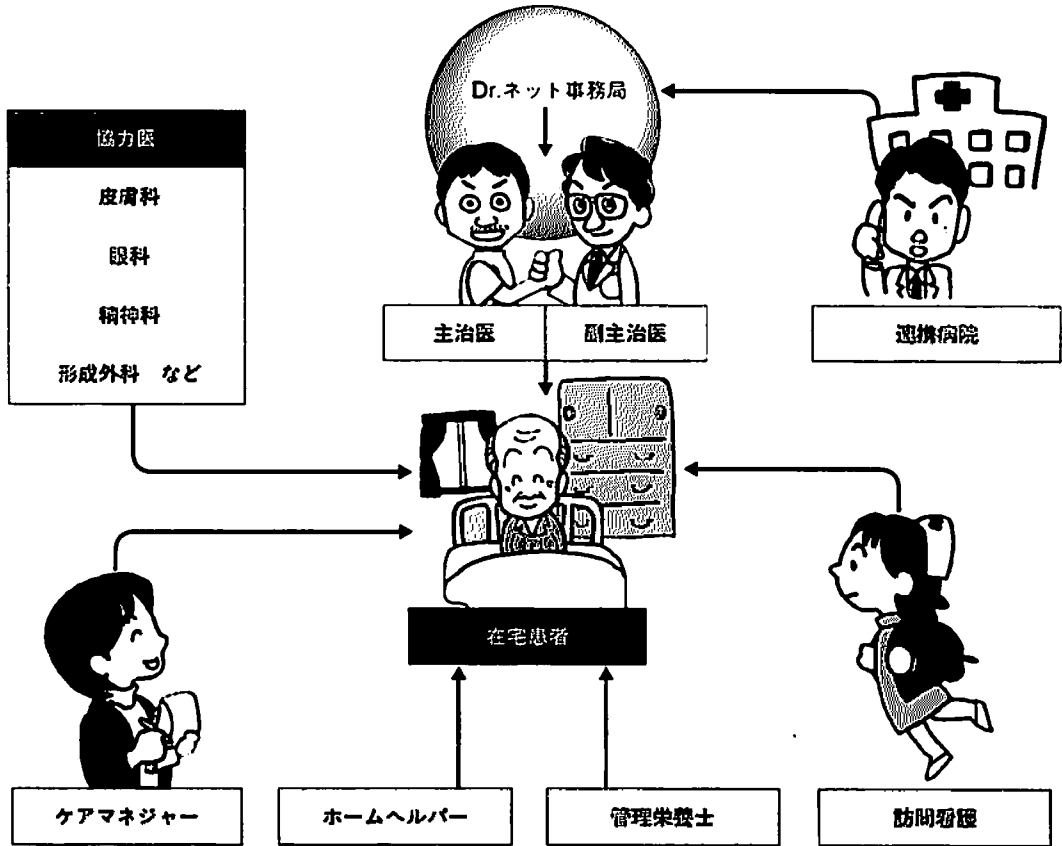 Dr.ネット事務局
協力医
皮膚科
眼科
精神科
形成外科 など
主治医
副主治医
連携病院
在宅患者
ケアマネジャー
ホームヘルパー
管理栄養士
訪問看護